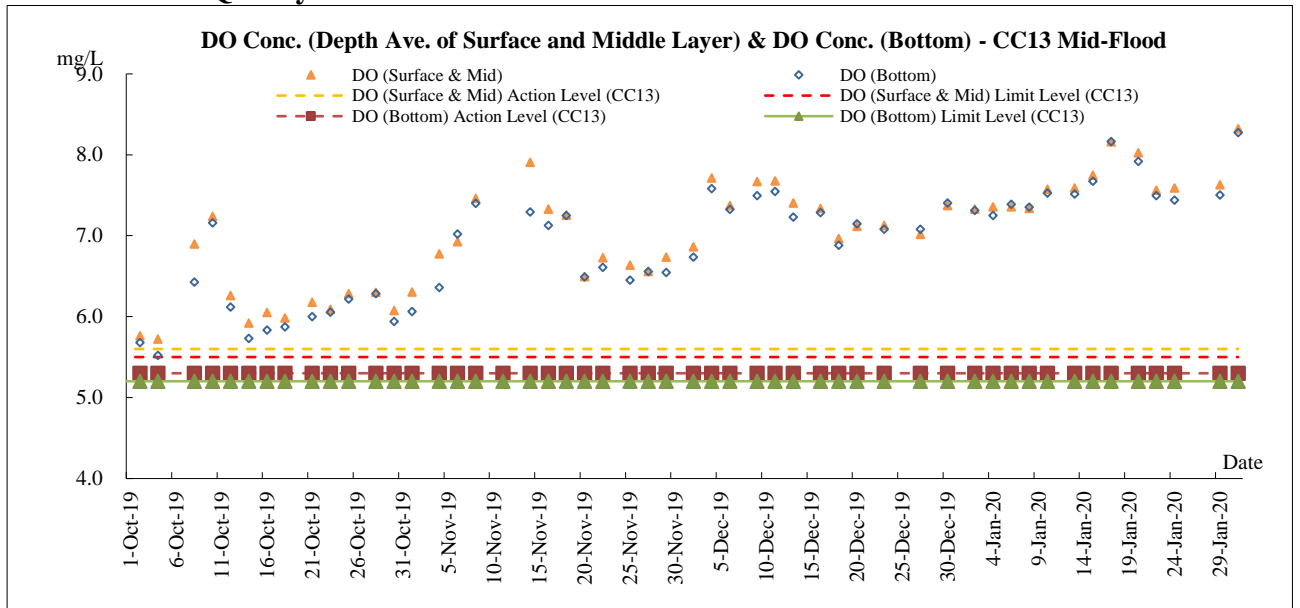 DO Conc. (Depth Ave. of Surface and Middle Layer) & DO Conc. (Bottom) - CC13 Mid-Flood
mg/L
DO (Surface & Mid)
DO (Bottom)
DO (Surface & Mid) Action Level (CC13)
DO (Surface & Mid) Limit Level (CC13)
DO (Bottom) Action Level (CC13)
DO (Bottom) Limit Level (CC13)
9.0
8.0
7.0
6.0
5.0
4.0
Date
1-Oct-19
6-Oct-19
11-Oct-19
16-Oct-19
21-Oct-19
26-Oct-19
31-Oct-19
5-Nov-19
10-Nov-19
15-Nov-19
20-Nov-19
25-Nov-19
30-Nov-19
5-Dec-19
10-Dec-19
15-Dec-19
20-Dec-19
25-Dec-19
30-Dec-19
4-Jan-20
9-Jan-20
14-Jan-20
19-Jan-20
24-Jan-20
29-Jan-20